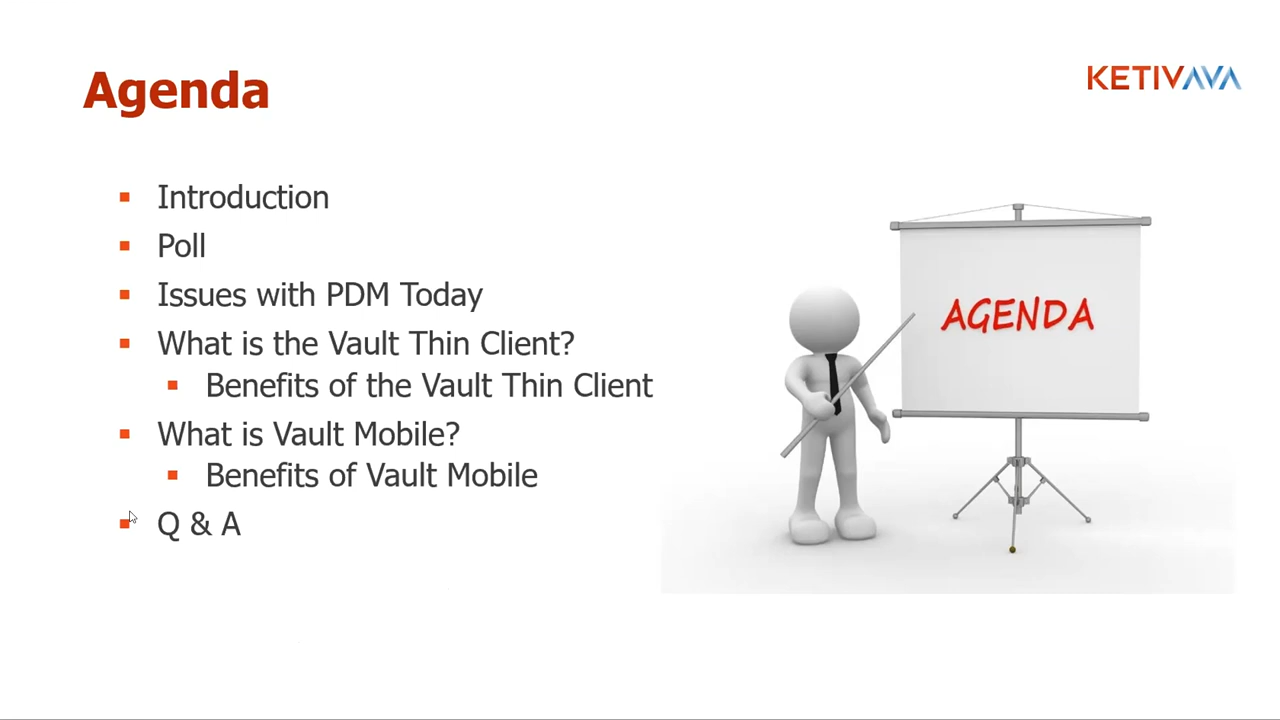 Agenda
KETIVAVA
Introduction
Poll
Issues with PDM Today
What is the Vault Thin Client?
Benefits of the Vault Thin Client
What is Vault Mobile?
Benefits of Vault Mobile
Q & A
AGENDA